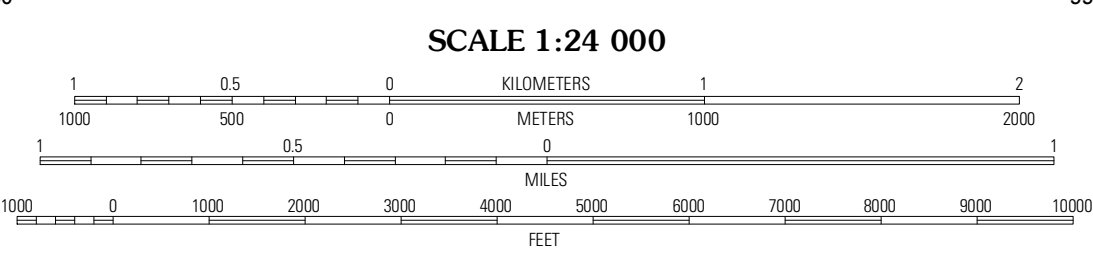 SCALE 1:24 000
1 0.5 0 KILOMETERS 1 2
1000 500 0 METERS 1000 2000
1 0.5 0 1
MILES
1000 0 1000 2000 3000 4000 5000 6000 7000 8000 9000 10000
FEET